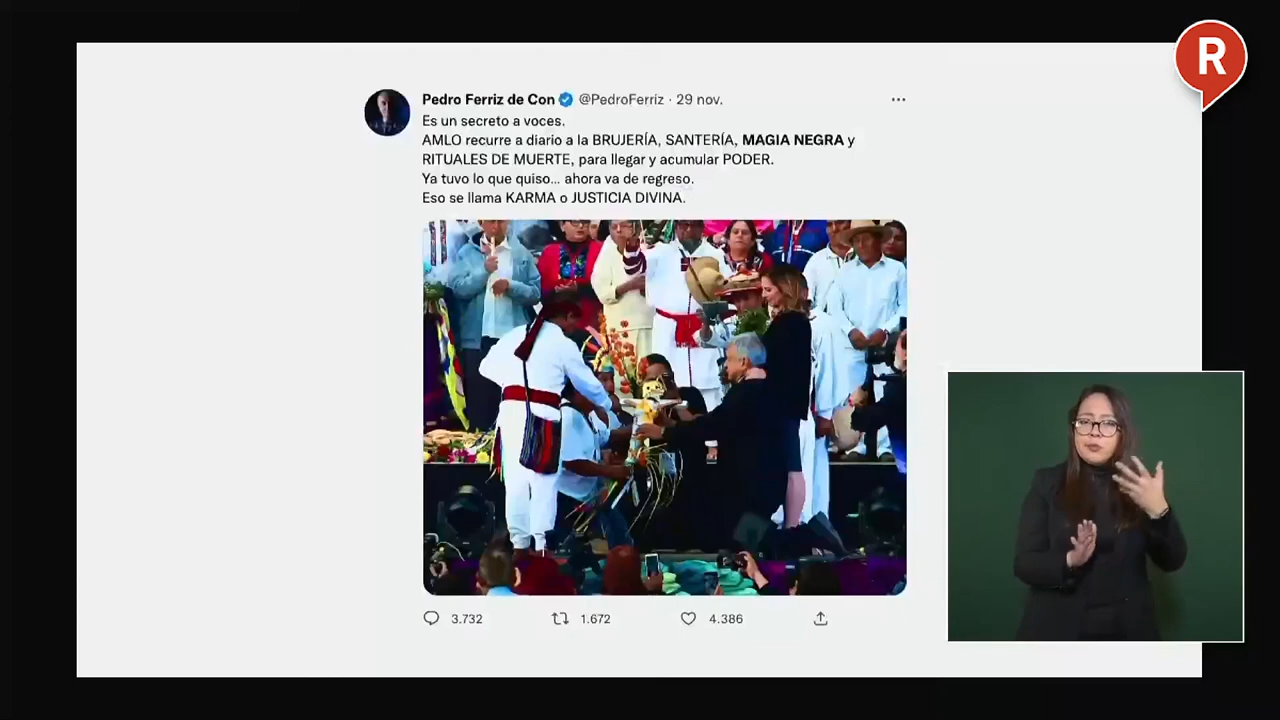 R
Pedro Ferriz de Con @PedroFerriz · 29 nov.
Es un secreto a voces.
AMLO recurre a diario a la BRUJERÍA, SANTERÍA, MAGIA NEGRA y
RITUALES DE MUERTE, para llegar y acumular PODER.
Ya tuvo lo que quiso... ahora va de regreso.
Eso se llama KARMA o JUSTICIA DIVINA.
3.732 1.672 4.386